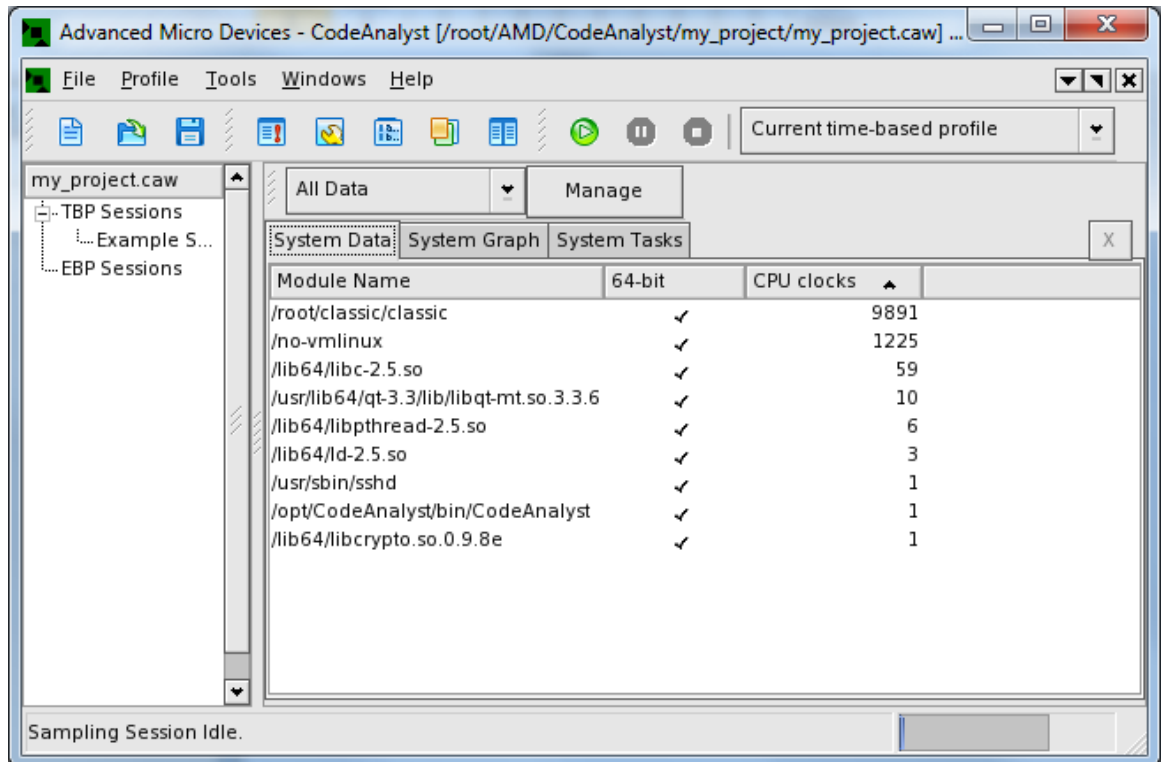 Advanced Micro Devices - CodeAnalyst [/root/AMD/CodeAnalyst/my_project/my_project.caw] ...
File Profile Tools Windows Help
Current time-based profile
my_project.caw
TBP Sessions
Example S...
EBP Sessions
All Data Manage
System Data System Graph System Tasks X
Module Name 64-bit CPU clocks
/root/classic/classic 9891
/no-vmlinux 1225
/lib64/libc-2.5.so 59
/usr/lib64/qt-3.3/lib/libqt-mt.so.3.3.6 10
/lib64/libpthread-2.5.so 6
/lib64/ld-2.5.so 3
/usr/sbin/sshd 1
/opt/CodeAnalyst/bin/CodeAnalyst 1
/lib64/libcrypto.so.0.9.8e 1
Sampling Session Idle.